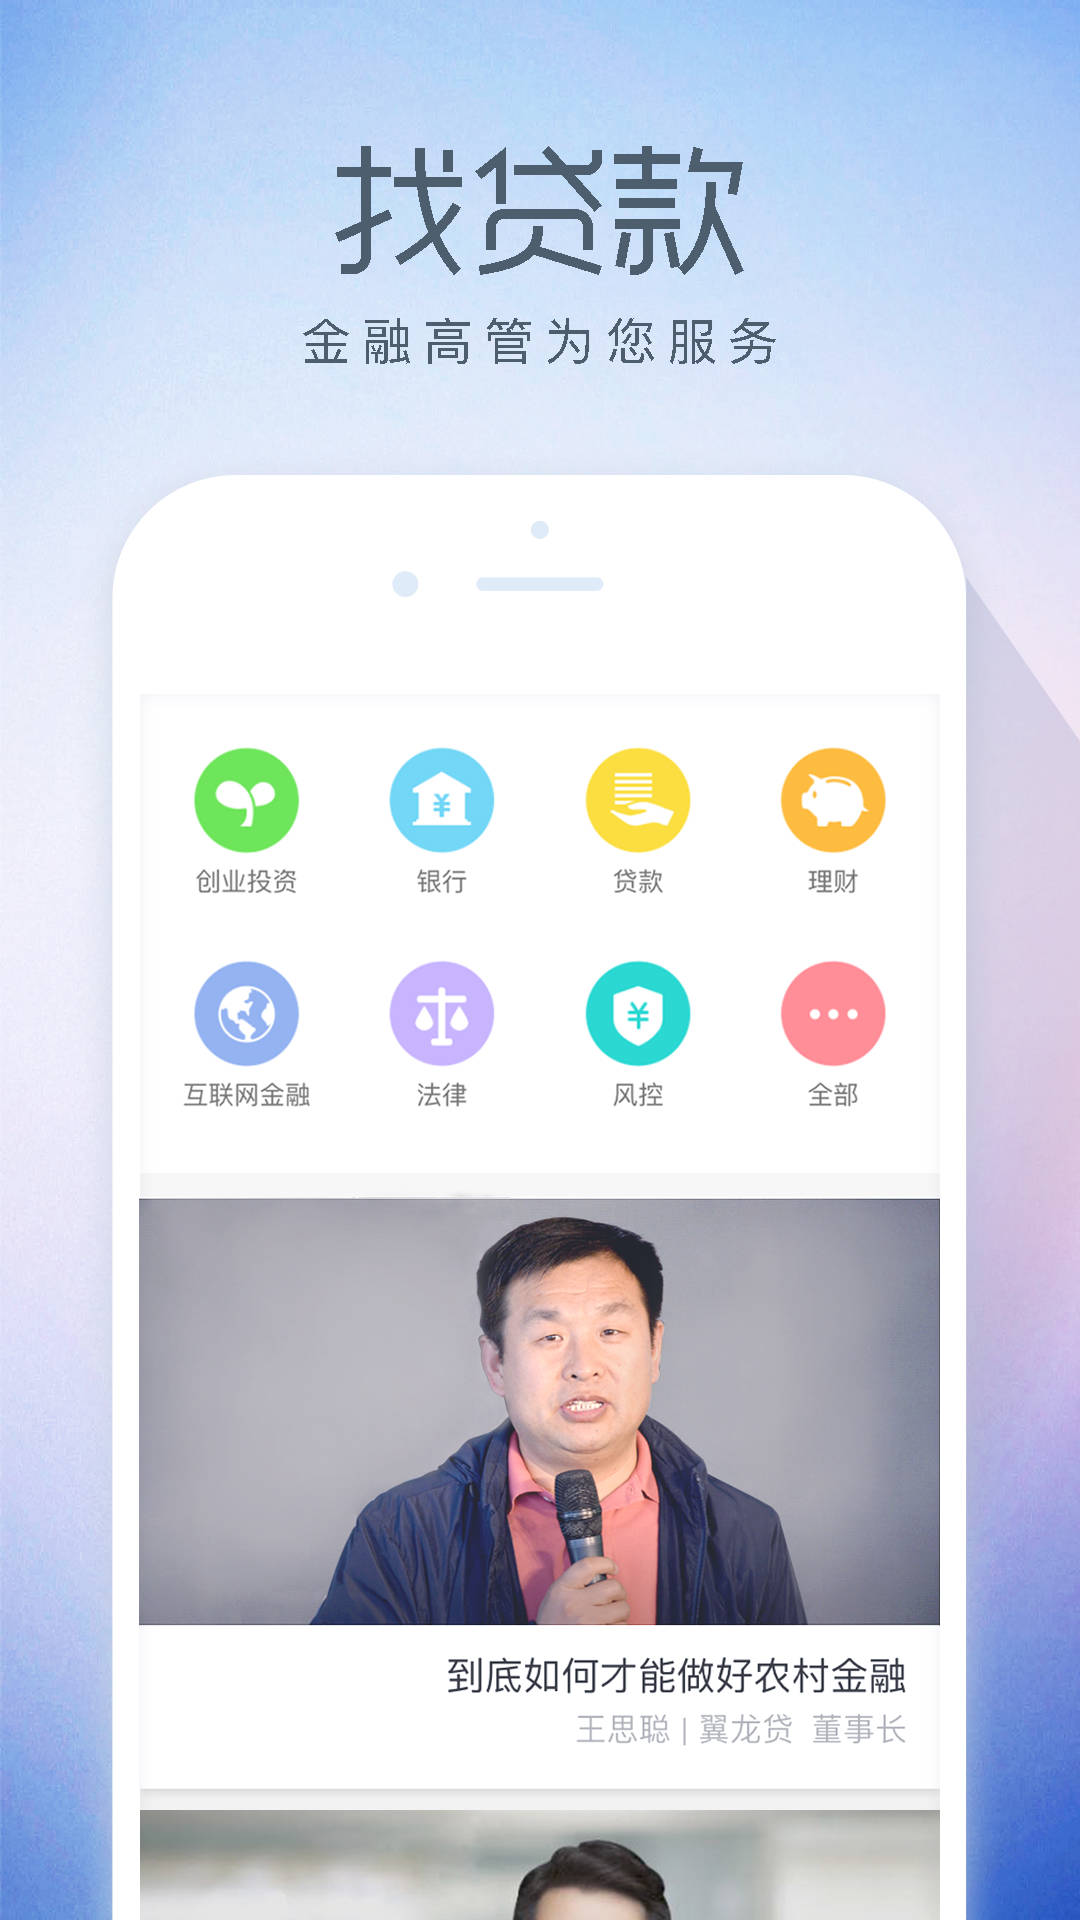 找贷款
金融高管为您服务
创业投资 银行 贷款 理财
互联网金融 法律 风控 全部
到底如何才能做好农村金融
王思聪 | 翼龙贷 董事长